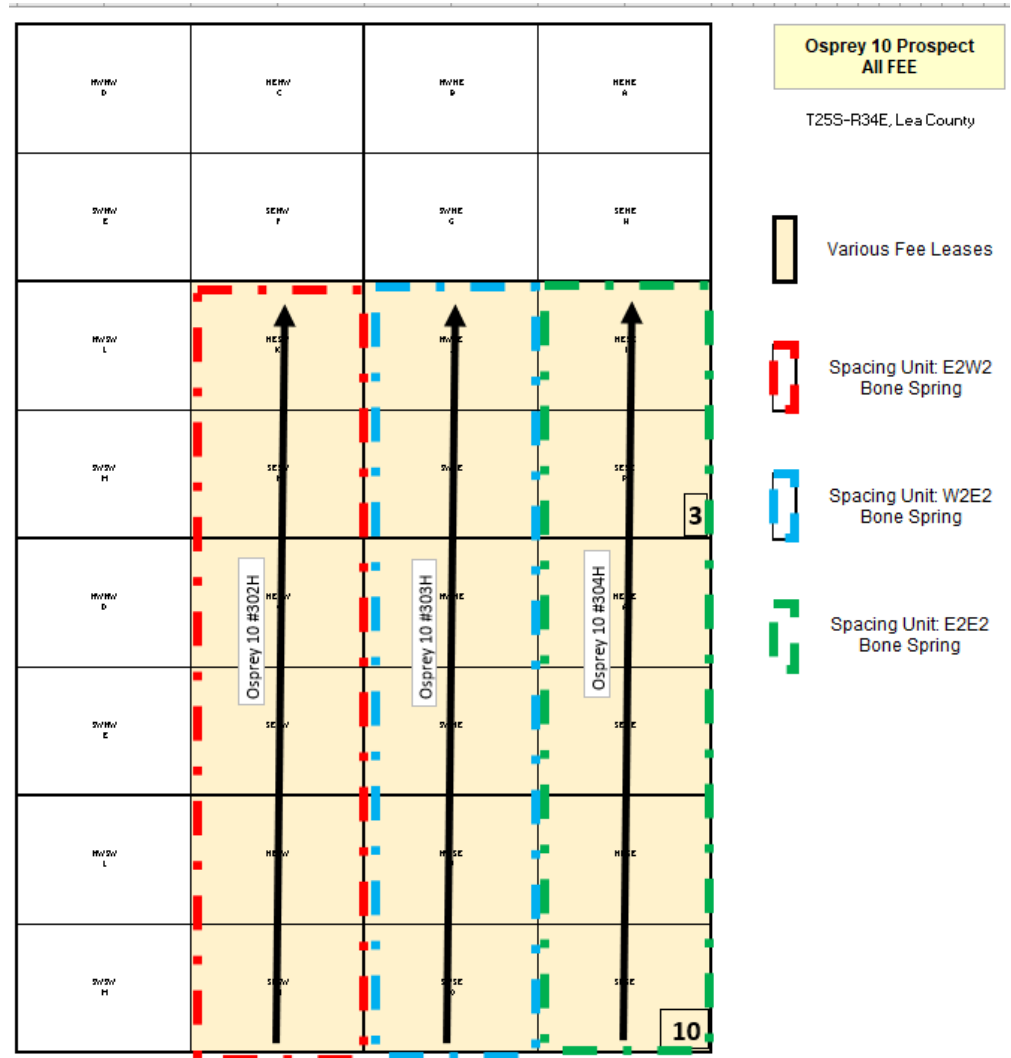 Osprey 10 Prospect
All FEE
T25S-R34E, Lea County
NWNW
D
NENW
C
NWNE
B
NENE
A
SWNW
E
SENW
F
SWNE
G
SENE
H
Various Fee Leases
NWSW
L
Spacing Unit: E2W2
Bone Spring
SWSW
M
3
Spacing Unit: W2E2
Bone Spring
NWNW
D
Osprey 10 #302H
Osprey 10 #303H
Osprey 10 #304H
Spacing Unit: E2E2
Bone Spring
SWNW
E
NWSW
L
SWSW
M
10